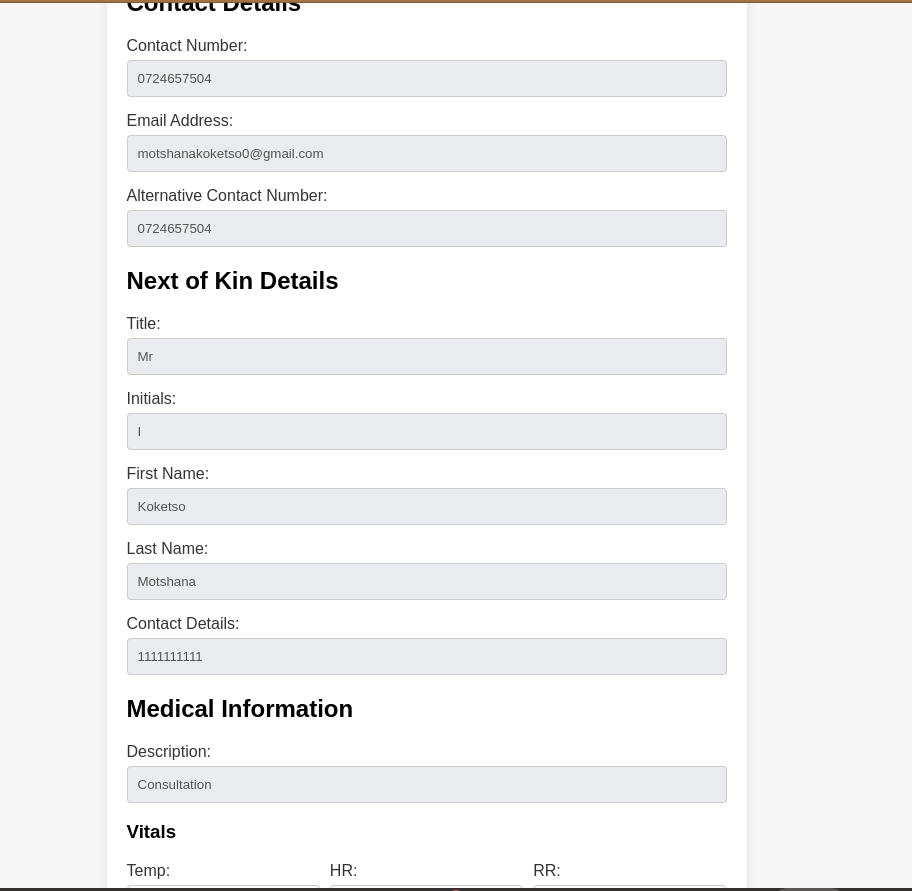 Contact Details
Contact Number:
0724657504
Email Address:
motshanakoketso0@gmail.com
Alternative Contact Number:
0724657504
Next of Kin Details
Title:
Mr
Initials:
I
First Name:
Koketso
Last Name:
Motshana
Contact Details:
1111111111
Medical Information
Description:
Consultation
Vitals
Temp: HR: RR: